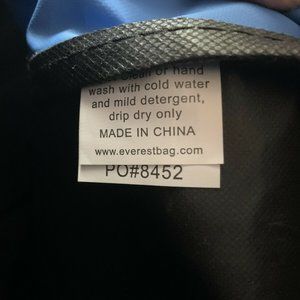 Clean or hand
wash with cold water
and mild detergent,
drip dry only
MADE IN CHINA
www.everestbag.com
PO#8452